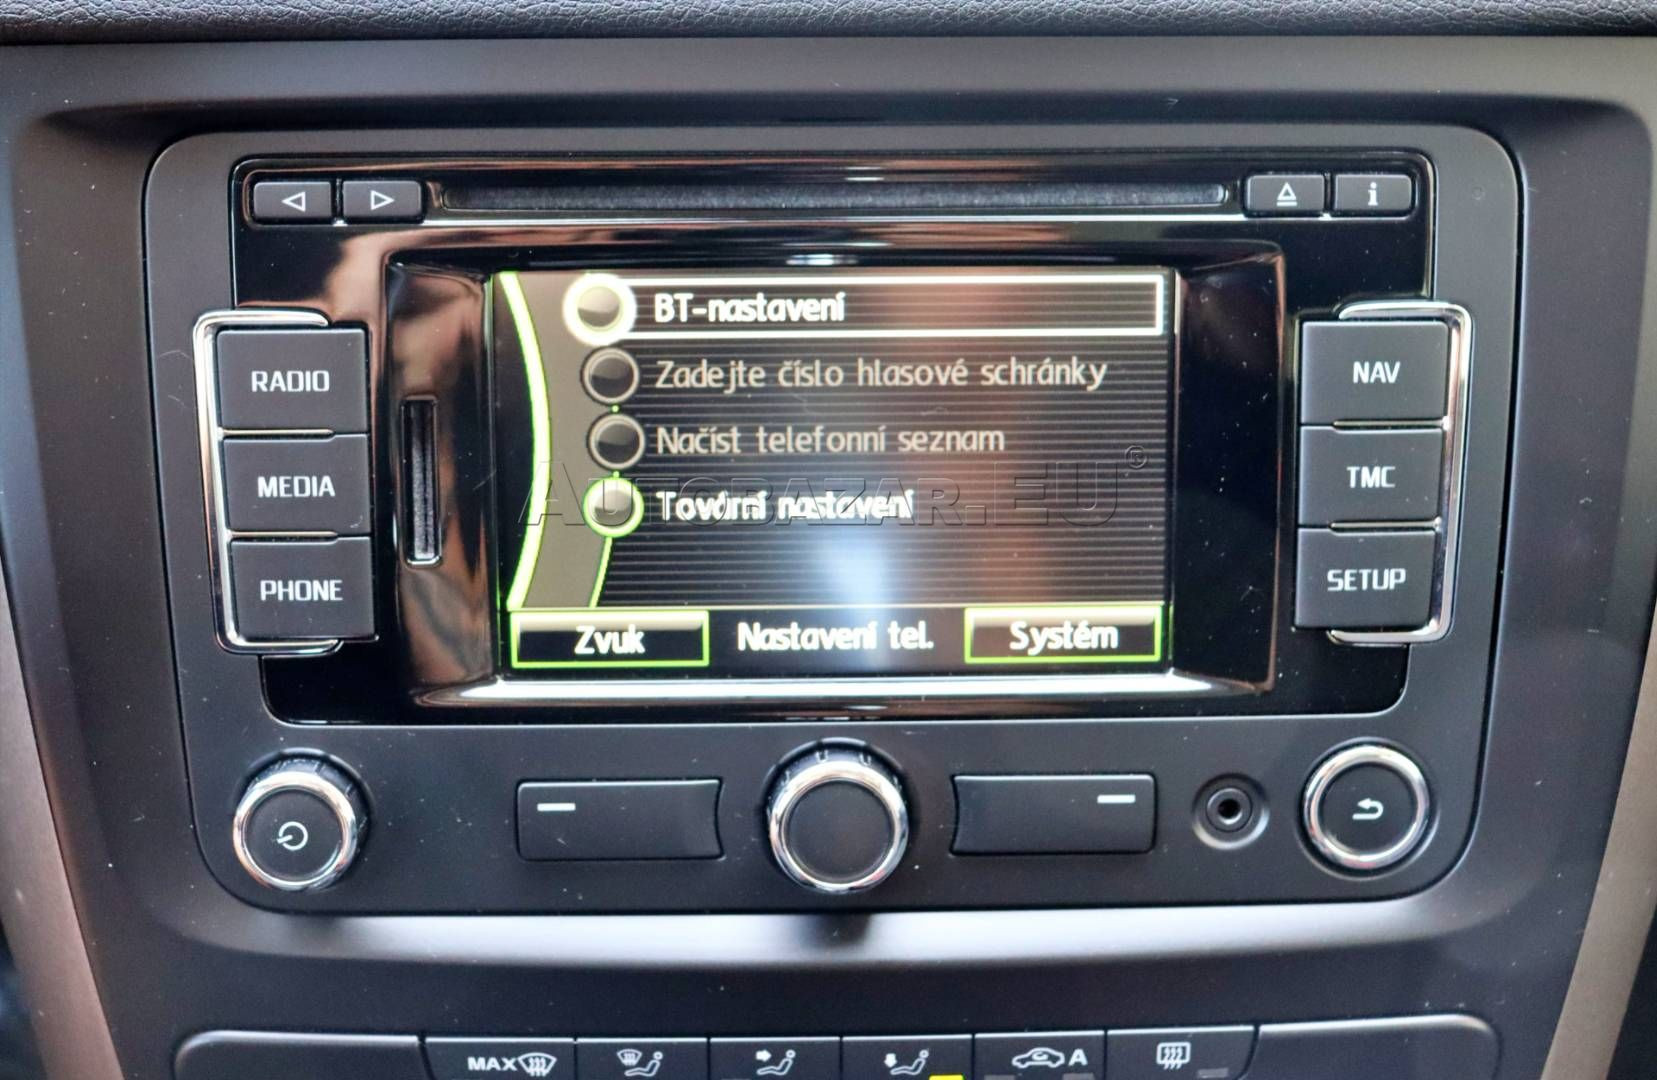 i
BT-nastavení
RADIO
NAV
Zadejte číslo hlasové schránky
Načíst telefonní seznam
MEDIA
TMC
AUTOBAZAR.EU®
Tovární nastavení
PHONE
SETUP
Zvuk
Nastavení tel.
Systém
MAX
A